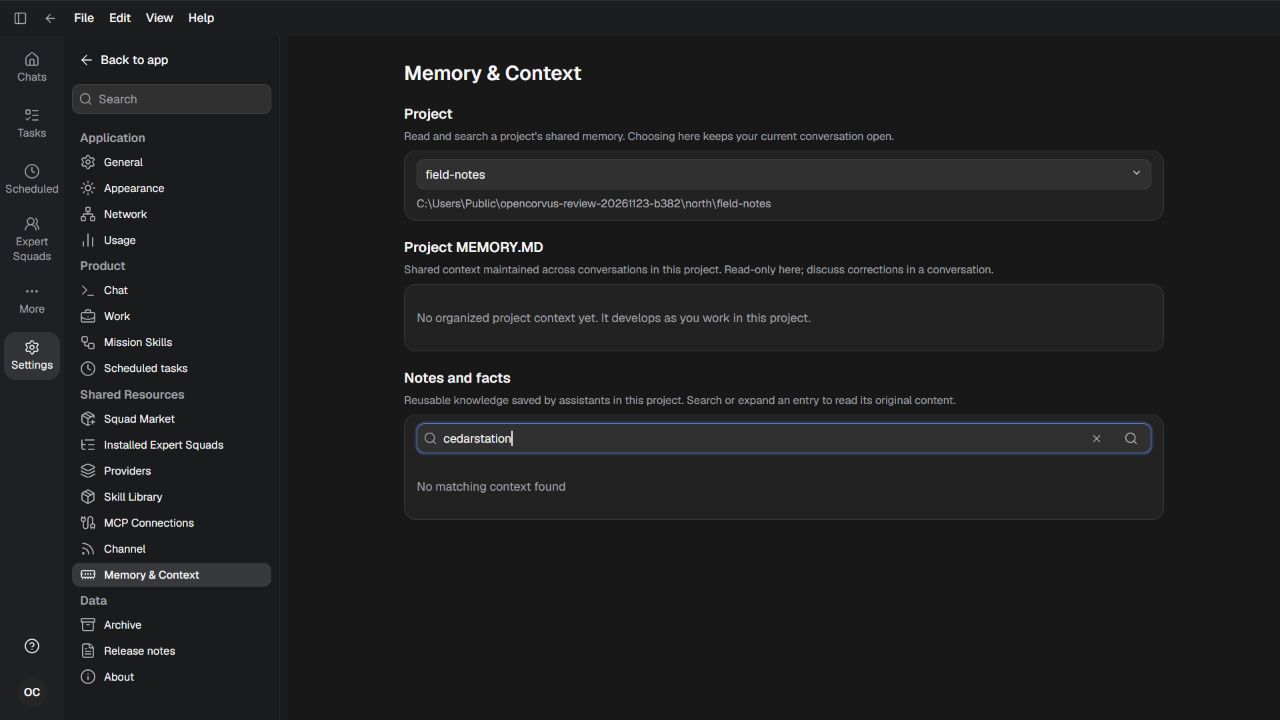 File Edit View Help
Chats
Tasks
Scheduled
Expert
Squads
More
Settings
OC
Back to app
Search
Application
General
Appearance
Network
Usage
Product
Chat
Work
Mission Skills
Scheduled tasks
Shared Resources
Squad Market
Installed Expert Squads
Providers
Skill Library
MCP Connections
Channel
Memory & Context
Data
Archive
Release notes
About
Memory & Context
Project
Read and search a project's shared memory. Choosing here keeps your current conversation open.
field-notes
C:\Users\Public\opencorvus-review-20261123-b382\north\field-notes
Project MEMORY.MD
Shared context maintained across conversations in this project. Read-only here; discuss corrections in a conversation.
No organized project context yet. It develops as you work in this project.
Notes and facts
Reusable knowledge saved by assistants in this project. Search or expand an entry to read its original content.
cedarstation
No matching context found